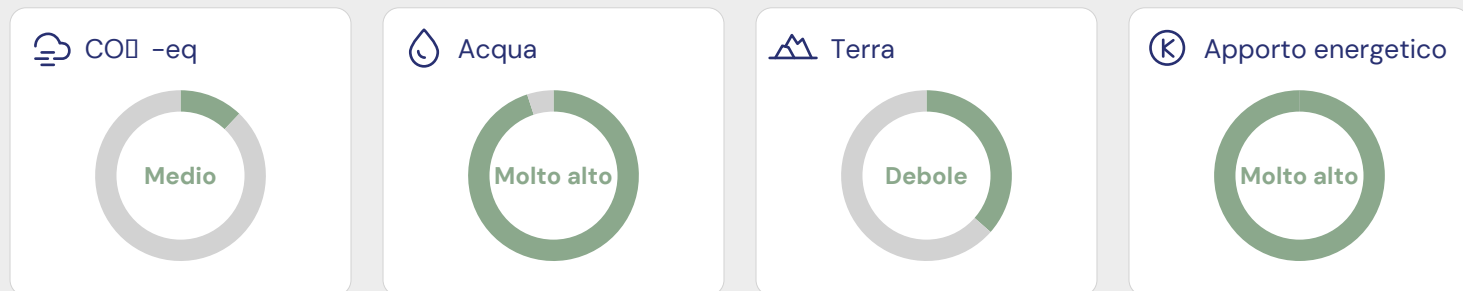 CO▯ -eq
Acqua
Terra
Apporto energetico
Medio
Molto alto
Debole
Molto alto